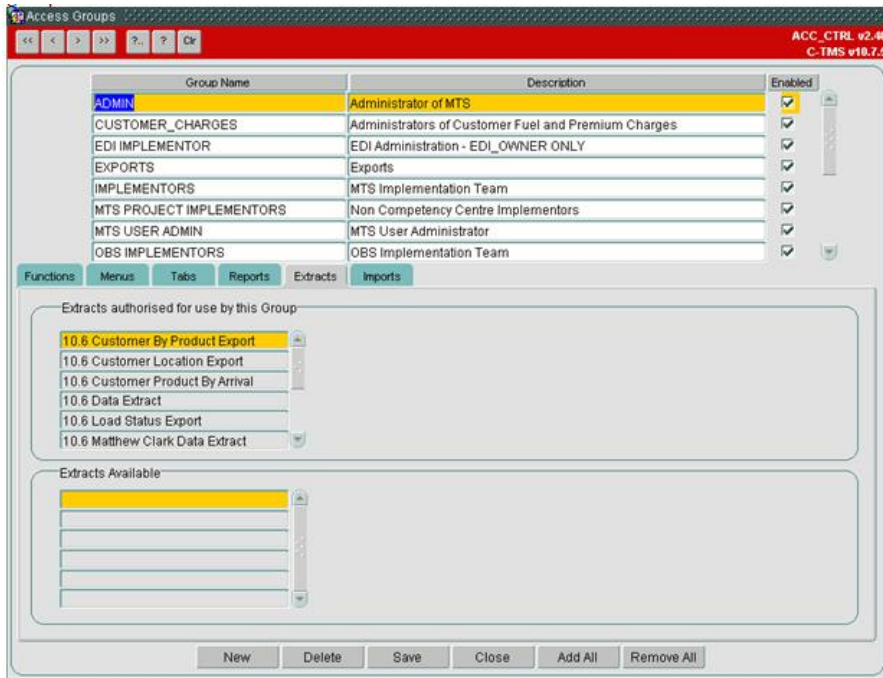 Access Groups
<< < > >> ?.. ? Clr
ACC_CTRL v2.40
C-TMS v10.7.9
Group Name Description Enabled
ADMIN Administrator of MTS
CUSTOMER_CHARGES Administrators of Customer Fuel and Premium Charges
EDI IMPLEMENTOR EDI Administration - EDI_OWNER ONLY
EXPORTS Exports
IMPLEMENTORS MTS Implementation Team
MTS PROJECT IMPLEMENTORS Non Competency Centre Implementors
MTS USER ADMIN MTS User Administrator
OBS IMPLEMENTORS OBS Implementation Team
Functions Menus Tabs Reports Extracts Imports
Extracts authorised for use by this Group
10.6 Customer By Product Export
10.6 Customer Location Export
10.6 Customer Product By Arrival
10.6 Data Extract
10.6 Load Status Export
10.6 Matthew Clark Data Extract
Extracts Available
New Delete Save Close Add All Remove All